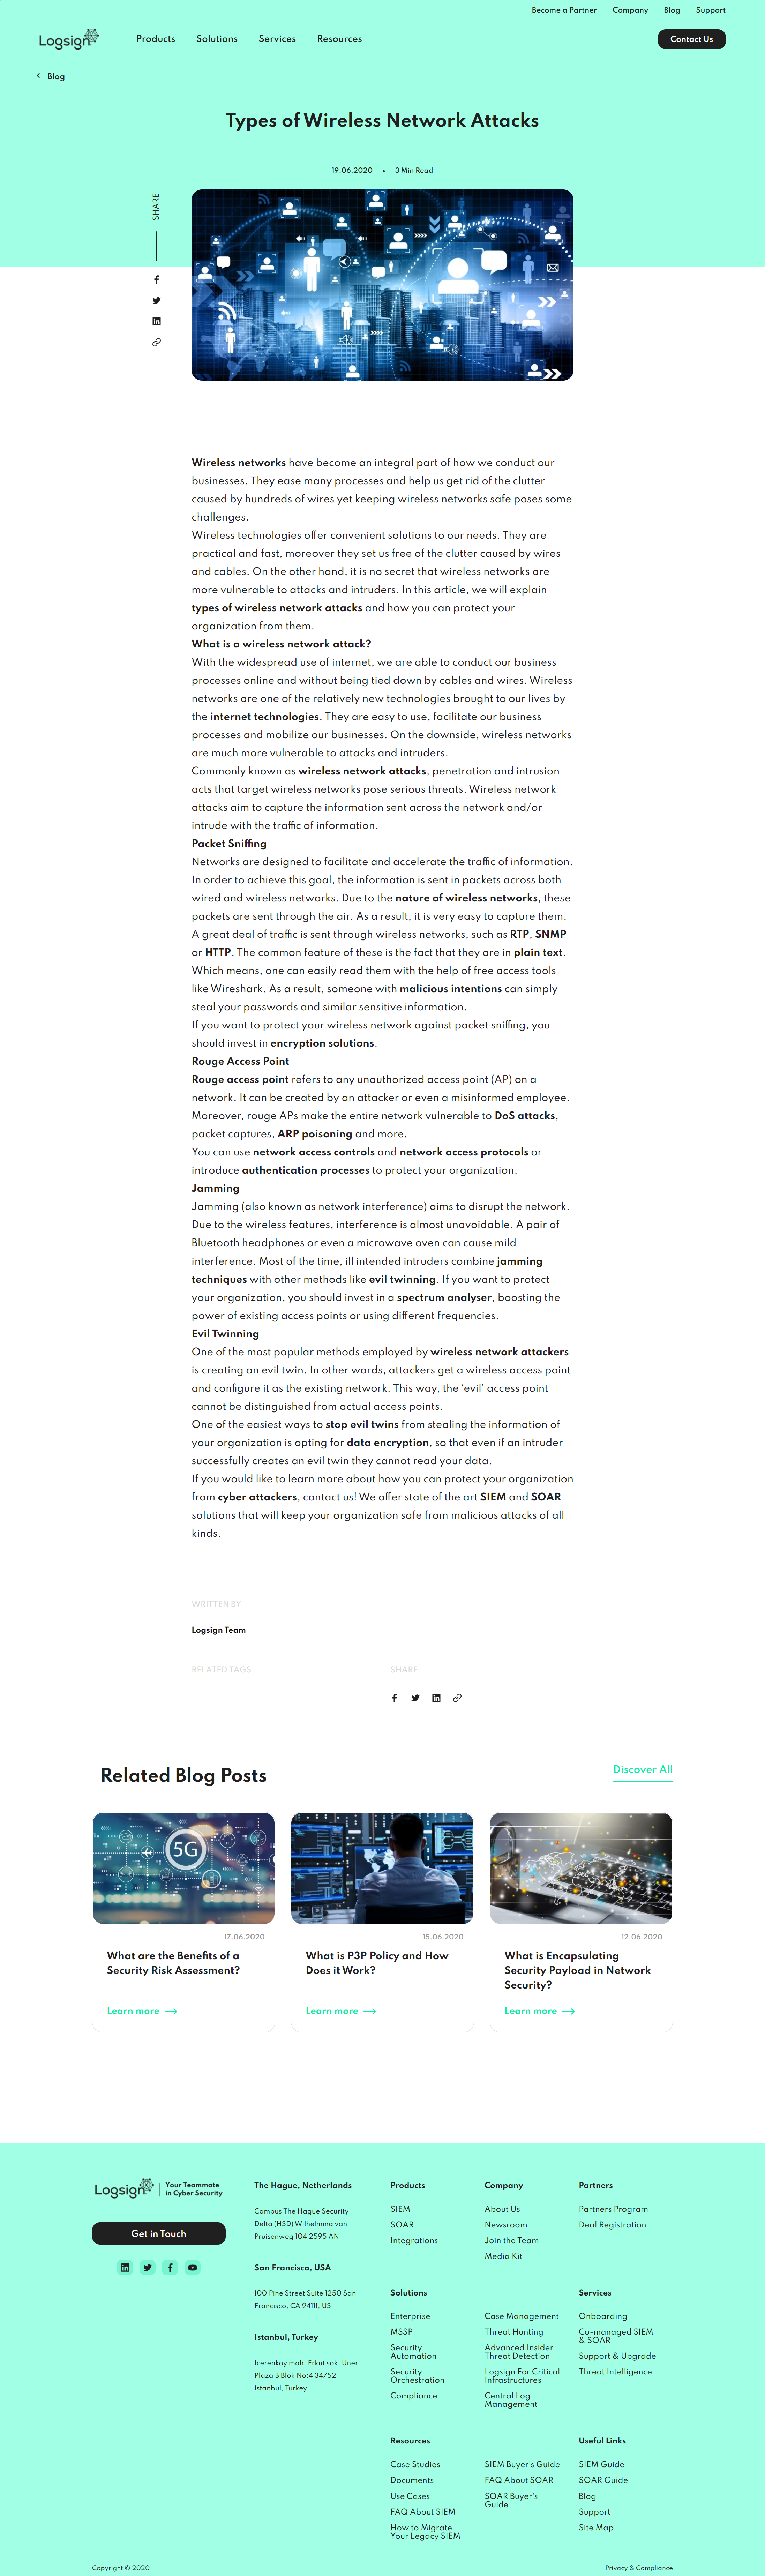 Become a Partner Company Blog Support
Logsign Products Solutions Services Resources Contact Us
Blog
Types of Wireless Network Attacks
19.06.2020 • 3 Min Read
SHARE
Wireless networks have become an integral part of how we conduct our
businesses. They ease many processes and help us get rid of the clutter
caused by hundreds of wires yet keeping wireless networks safe poses some
challenges.
Wireless technologies offer convenient solutions to our needs. They are
practical and fast, moreover they set us free of the clutter caused by wires
and cables. On the other hand, it is no secret that wireless networks are
more vulnerable to attacks and intruders. In this article, we will explain
types of wireless network attacks and how you can protect your
organization from them.
What is a wireless network attack?
With the widespread use of internet, we are able to conduct our business
processes online and without being tied down by cables and wires. Wireless
networks are one of the relatively new technologies brought to our lives by
the internet technologies. They are easy to use, facilitate our business
processes and mobilize our businesses. On the downside, wireless networks
are much more vulnerable to attacks and intruders.
Commonly known as wireless network attacks, penetration and intrusion
acts that target wireless networks pose serious threats. Wireless network
attacks aim to capture the information sent across the network and/or
intrude with the traffic of information.
Packet Sniffing
Networks are designed to facilitate and accelerate the traffic of information.
In order to achieve this goal, the information is sent in packets across both
wired and wireless networks. Due to the nature of wireless networks, these
packets are sent through the air. As a result, it is very easy to capture them.
A great deal of traffic is sent through wireless networks, such as RTP, SNMP
or HTTP. The common feature of these is the fact that they are in plain text.
Which means, one can easily read them with the help of free access tools
like Wireshark. As a result, someone with malicious intentions can simply
steal your passwords and similar sensitive information.
If you want to protect your wireless network against packet sniffing, you
should invest in encryption solutions.
Rouge Access Point
Rouge access point refers to any unauthorized access point (AP) on a
network. It can be created by an attacker or even a misinformed employee.
Moreover, rouge APs make the entire network vulnerable to DoS attacks,
packet captures, ARP poisoning and more.
You can use network access controls and network access protocols or
introduce authentication processes to protect your organization.
Jamming
Jamming (also known as network interference) aims to disrupt the network.
Due to the wireless features, interference is almost unavoidable. A pair of
Bluetooth headphones or even a microwave oven can cause mild
interference. Most of the time, ill intended intruders combine jamming
techniques with other methods like evil twinning. If you want to protect
your organization, you should invest in a spectrum analyser, boosting the
power of existing access points or using different frequencies.
Evil Twinning
One of the most popular methods employed by wireless network attackers
is creating an evil twin. In other words, attackers get a wireless access point
and configure it as the existing network. This way, the ‘evil’ access point
cannot be distinguished from actual access points.
One of the easiest ways to stop evil twins from stealing the information of
your organization is opting for data encryption, so that even if an intruder
successfully creates an evil twin they cannot read your data.
If you would like to learn more about how you can protect your organization
from cyber attackers, contact us! We offer state of the art SIEM and SOAR
solutions that will keep your organization safe from malicious attacks of all
kinds.
WRITTEN BY
Logsign Team
RELATED TAGS SHARE
Related Blog Posts Discover All
5G
17.06.2020
What are the Benefits of a
Security Risk Assessment?
Learn more
15.06.2020
What is P3P Policy and How
Does it Work?
Learn more
12.06.2020
What is Encapsulating
Security Payload in Network
Security?
Learn more
Logsign Your Teammate
in Cyber Security
Get in Touch
The Hague, Netherlands
Campus The Hague Security
Delta (HSD) Wilhelmina van
Pruisenweg 104 2595 AN
San Francisco, USA
100 Pine Street Suite 1250 San
Francisco, CA 94111, US
Istanbul, Turkey
Icerenkoy mah. Erkut sok. Uner
Plaza B Blok No:4 34752
Istanbul, Turkey
Products
SIEM
SOAR
Integrations
Company
About Us
Newsroom
Join the Team
Media Kit
Partners
Partners Program
Deal Registration
Solutions
Enterprise
MSSP
Security
Automation
Security
Orchestration
Compliance
Case Management
Threat Hunting
Advanced Insider
Threat Detection
Logsign For Critical
Infrastructures
Central Log
Management
Services
Onboarding
Co-managed SIEM
& SOAR
Support & Upgrade
Threat Intelligence
Resources
Case Studies
Documents
Use Cases
FAQ About SIEM
How to Migrate
Your Legacy SIEM
SIEM Buyer's Guide
FAQ About SOAR
SOAR Buyer's
Guide
Useful Links
SIEM Guide
SOAR Guide
Blog
Support
Site Map
Copyright © 2020 Privacy & Compliance